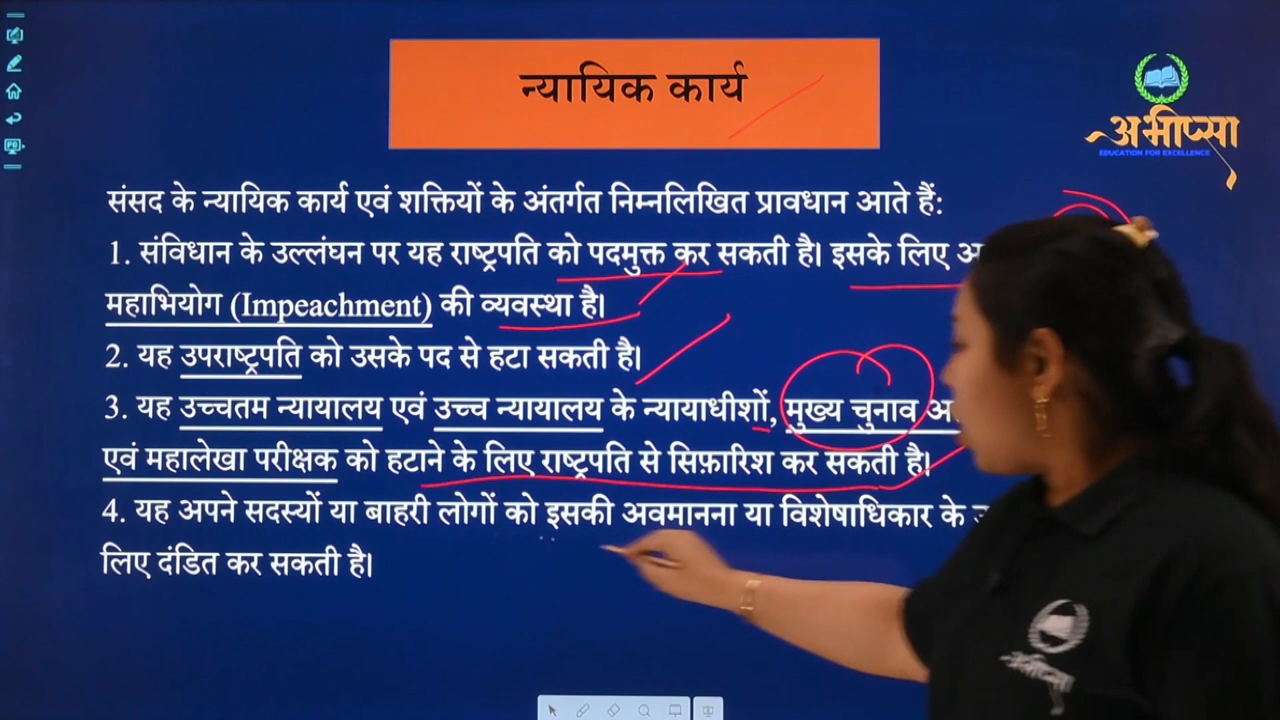 न्यायिक कार्य
अभीप्सा
EDUCATION FOR EXCELLENCE
संसद के न्यायिक कार्य एवं शक्तियों के अंतर्गत निम्नलिखित प्रावधान आते हैं:
1. संविधान के उल्लंघन पर यह राष्ट्रपति को पदमुक्त कर सकती है। इसके लिए
महाभियोग (Impeachment) की व्यवस्था है।
2. यह उपराष्ट्रपति को उसके पद से हटा सकती है।
3. यह उच्चतम न्यायालय एवं उच्च न्यायालय के न्यायाधीशों, मुख्य चुनाव
एवं महालेखा परीक्षक को हटाने के लिए राष्ट्रपति से सिफ़ारिश कर सकती है।
4. यह अपने सदस्यों या बाहरी लोगों को इसकी अवमानना या विशेषाधिकार के
लिए दंडित कर सकती है।
अभीप्सा